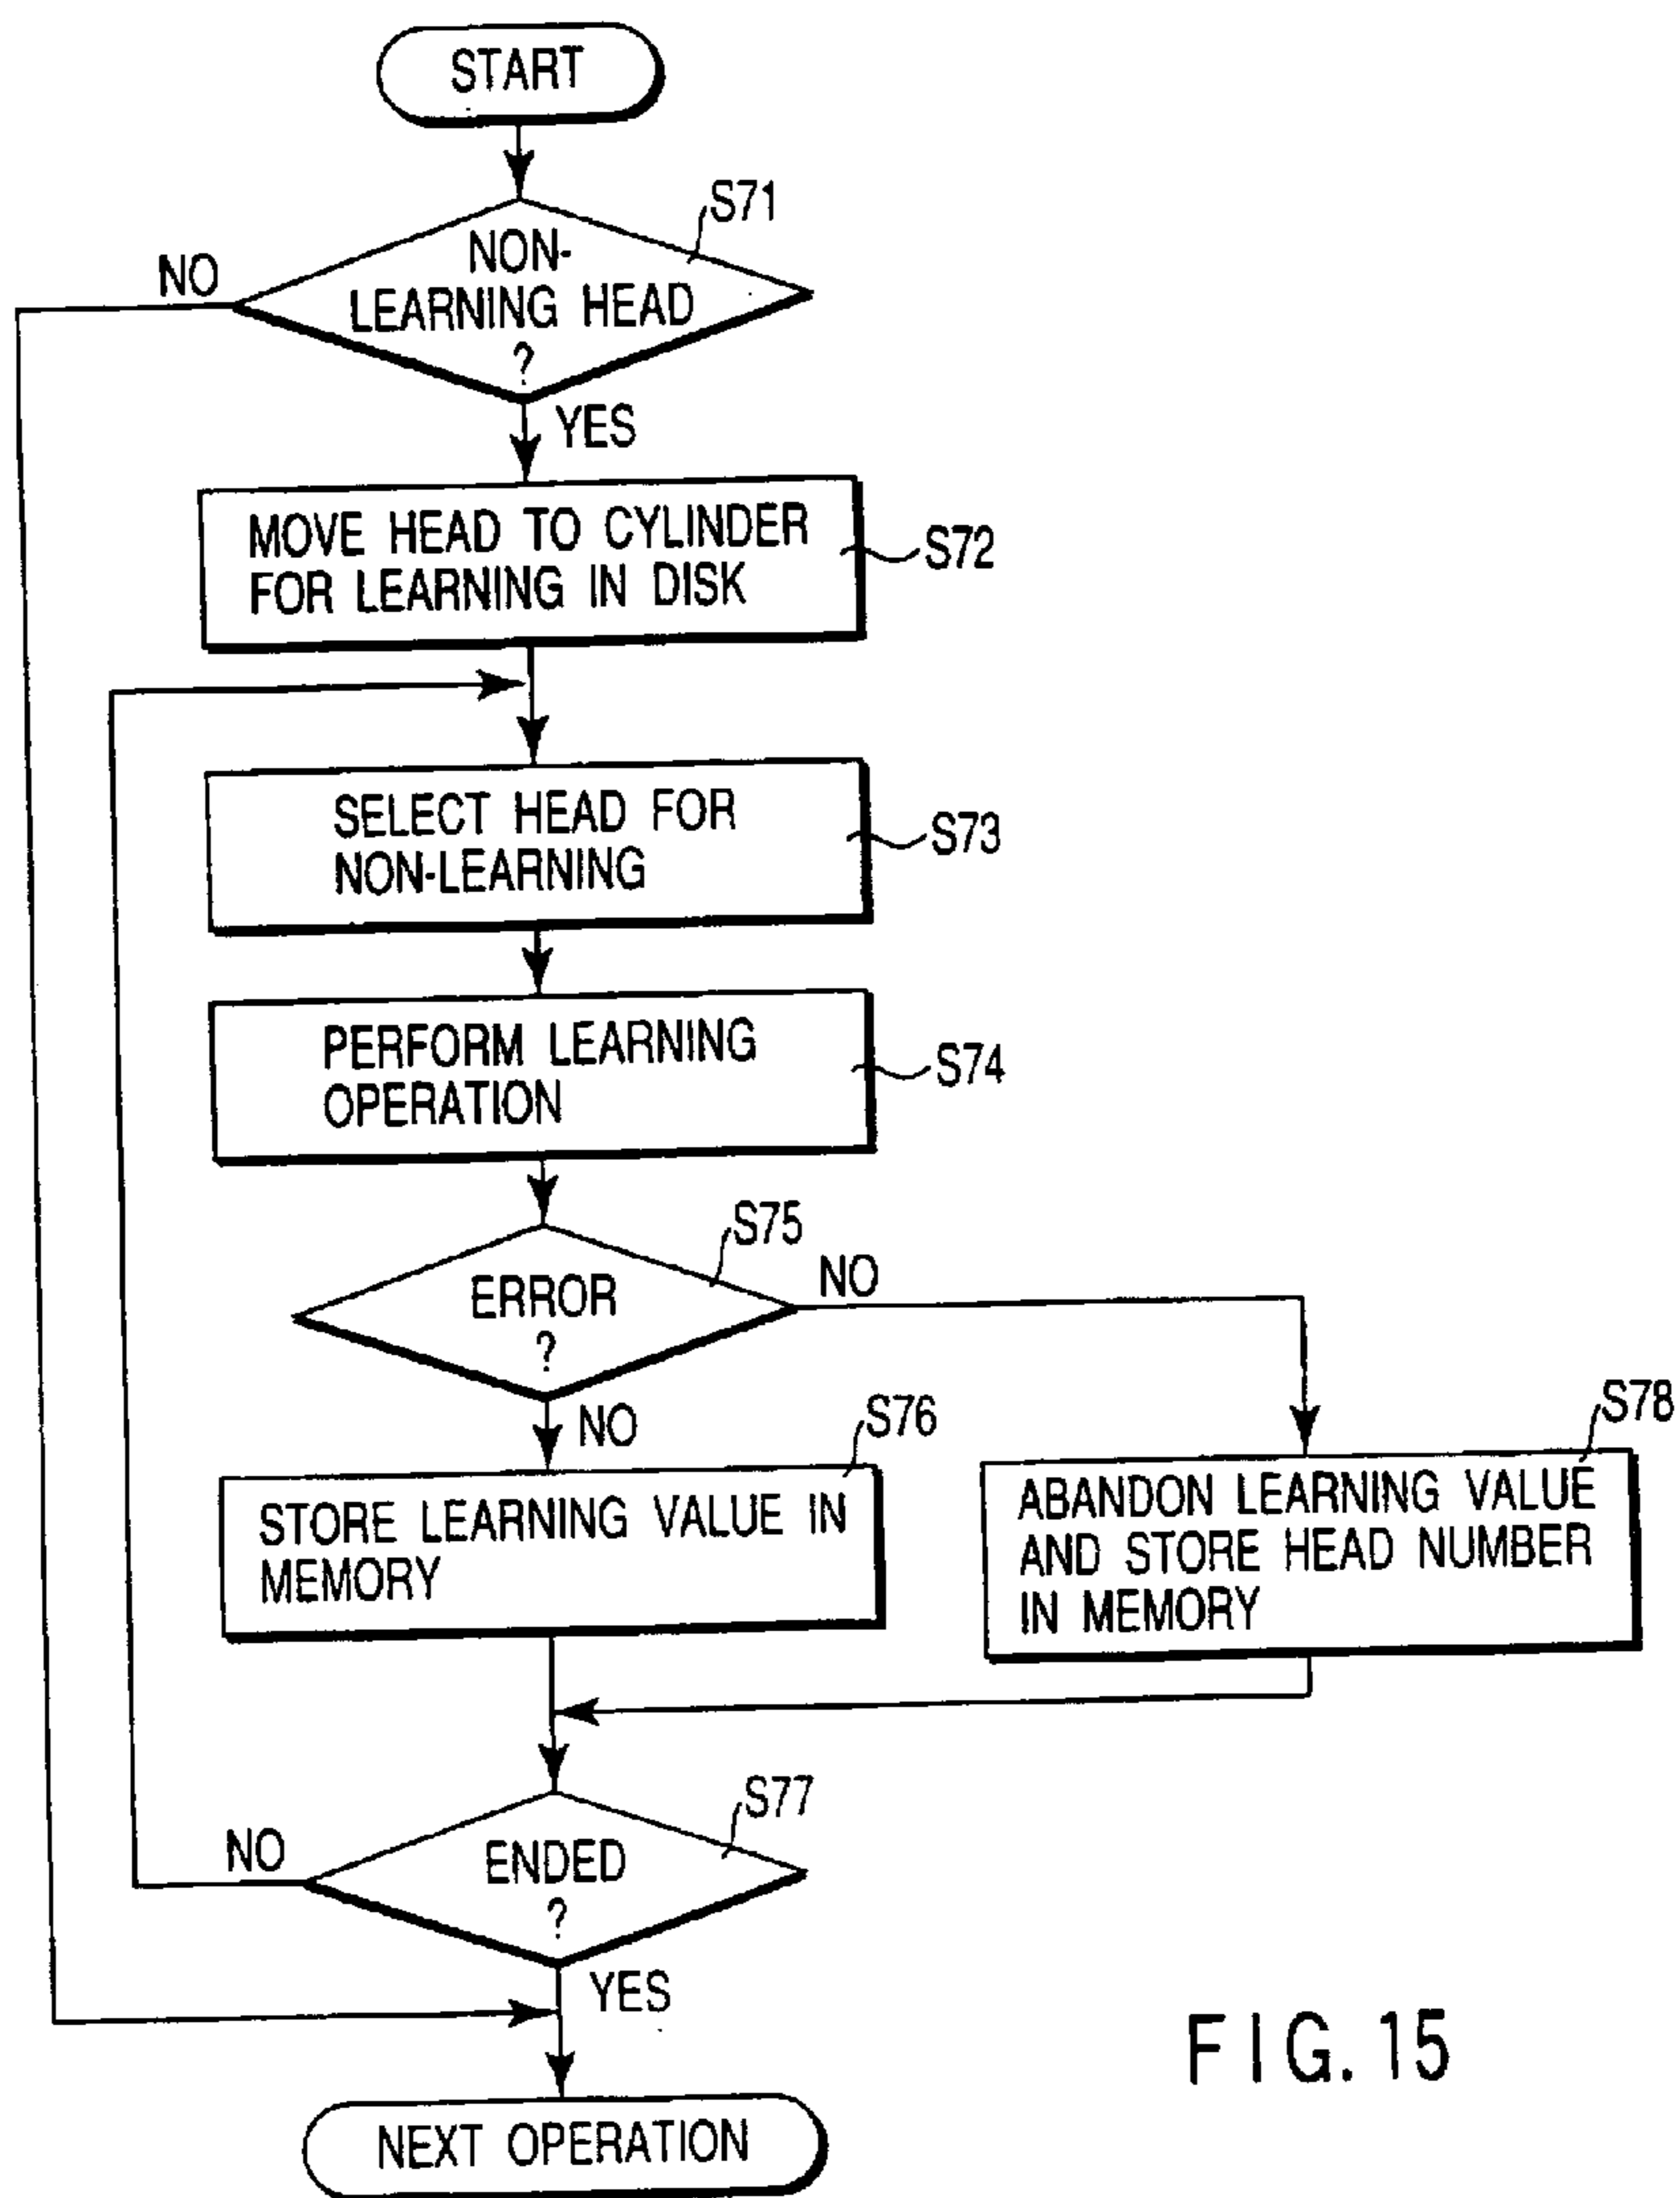 START
S71
NO
NON-
LEARNING HEAD
?
YES
MOVE HEAD TO CYLINDER
FOR LEARNING IN DISK
S72
SELECT HEAD FOR
NON-LEARNING
S73
PERFORM LEARNING
OPERATION
S74
S75
NO
ERROR
?
NO
S76
S78
STORE LEARNING VALUE IN
MEMORY
ABANDON LEARNING VALUE
AND STORE HEAD NUMBER
IN MEMORY
S77
NO
ENDED
?
YES
NEXT OPERATION
FIG. 15